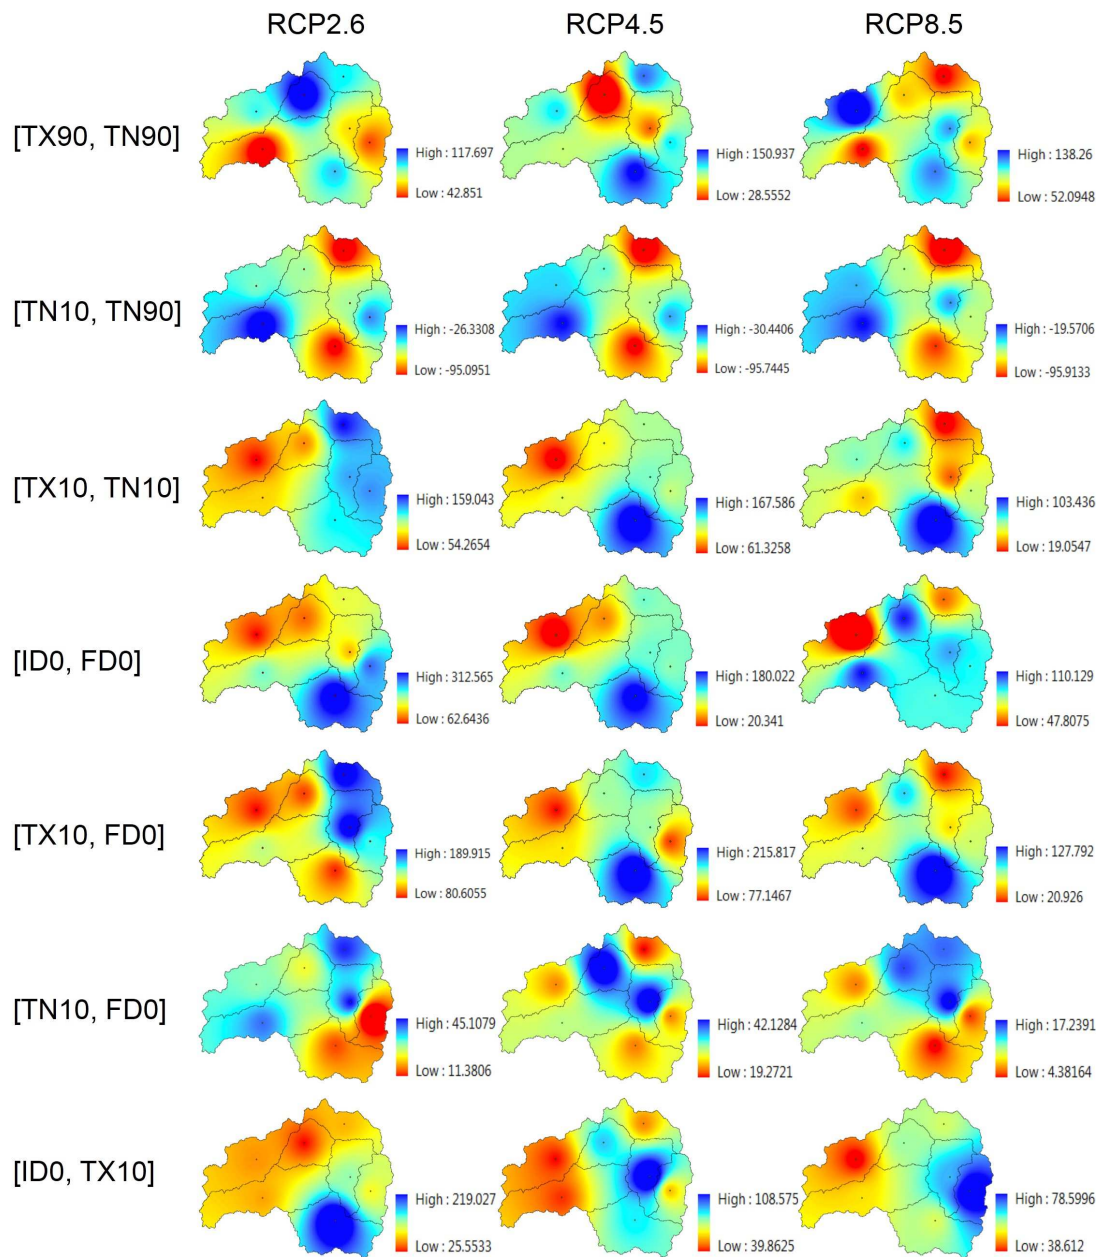 RCP2.6 RCP4.5 RCP8.5
[TX90, TN90]
High : 117.697
Low : 42.851
High : 150.937
Low : 28.5552
High : 138.26
Low : 52.0948
[TN10, TN90]
High : -26.3308
Low : -95.0951
High : -30.4406
Low : -95.7445
High : -19.5706
Low : -95.9133
[TX10, TN10]
High : 159.043
Low : 54.2654
High : 167.586
Low : 61.3258
High : 103.436
Low : 19.0547
[ID0, FD0]
High : 312.565
Low : 62.6436
High : 180.022
Low : 20.341
High : 110.129
Low : 47.8075
[TX10, FD0]
High : 189.915
Low : 80.6055
High : 215.817
Low : 77.1467
High : 127.792
Low : 20.926
[TN10, FD0]
High : 45.1079
Low : 11.3806
High : 42.1284
Low : 19.2721
High : 17.2391
Low : 4.38164
[ID0, TX10]
High : 219.027
Low : 25.5533
High : 108.575
Low : 39.8625
High : 78.5996
Low : 38.612